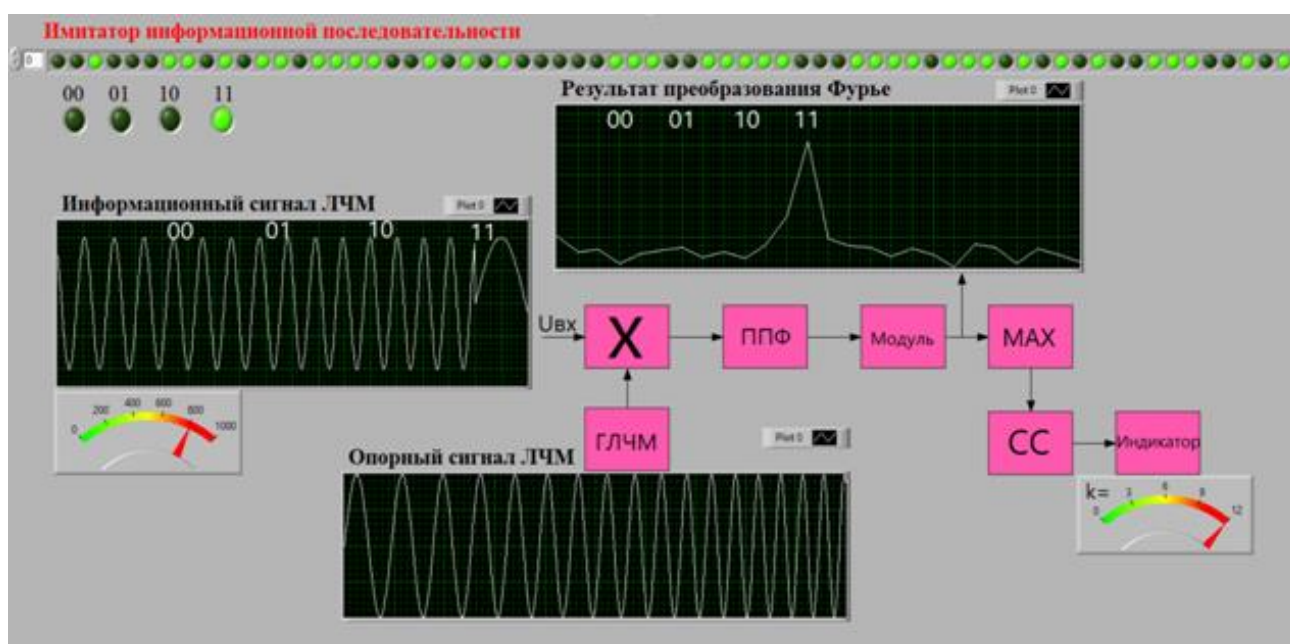 Имитатор информационной последовательности
0
00 01 10 11
Результат преобразования Фурье
Plot 0
00 01 10 11
Информационный сигнал ЛЧМ
Plot 0
00 01 10 11
Uвх
X
ППФ
Модуль
MAX
0 200 400 600 800 1000
ГЛЧМ
CC
Индикатор
Опорный сигнал ЛЧМ
Plot 0
k=
0 3 6 9 12